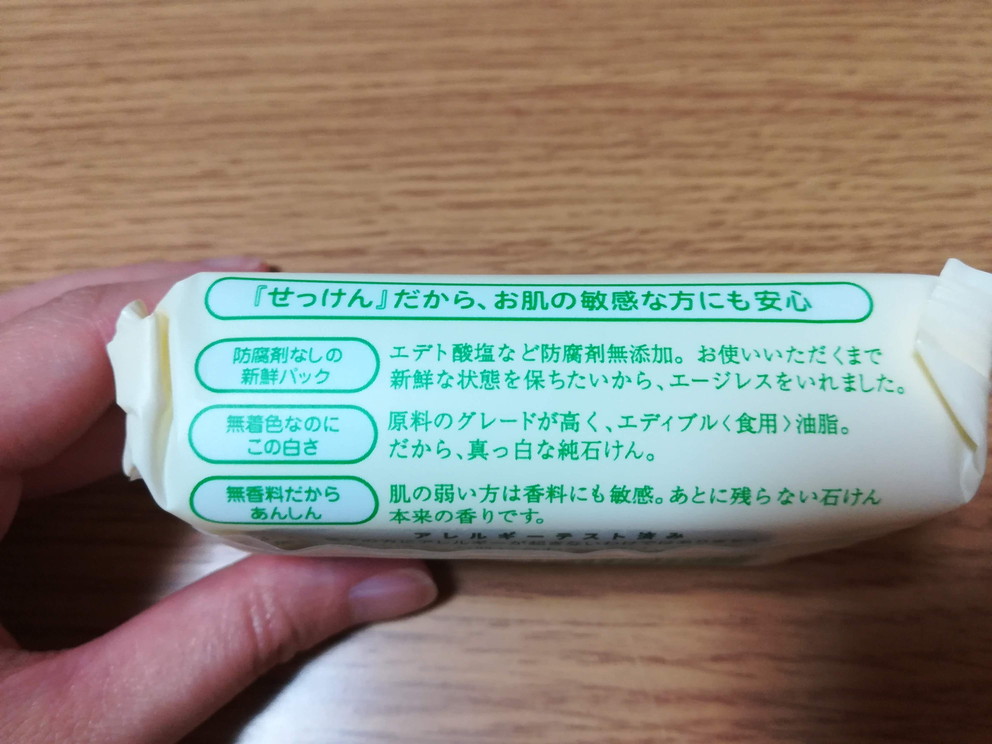 『せっけん』だから、お肌の敏感な方にも安心
防腐剤なしの
新鮮パック
エデト酸塩など防腐剤無添加。お使いいただくまで
新鮮な状態を保ちたいから、エージレスをいれました。
無着色なのに
この白さ
原料のグレードが高く、エディブル〈食用〉油脂。
だから、真っ白な純石けん。
無香料だから
あんしん
肌の弱い方は香料にも敏感。あとに残らない石けん
本来の香りです。
アレルギーテスト済み